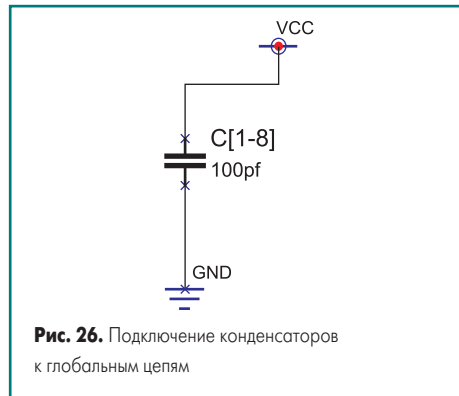 VCC
C[1-8]
100pf
GND
Рис. 26. Подключение конденсаторов
к глобальным цепям